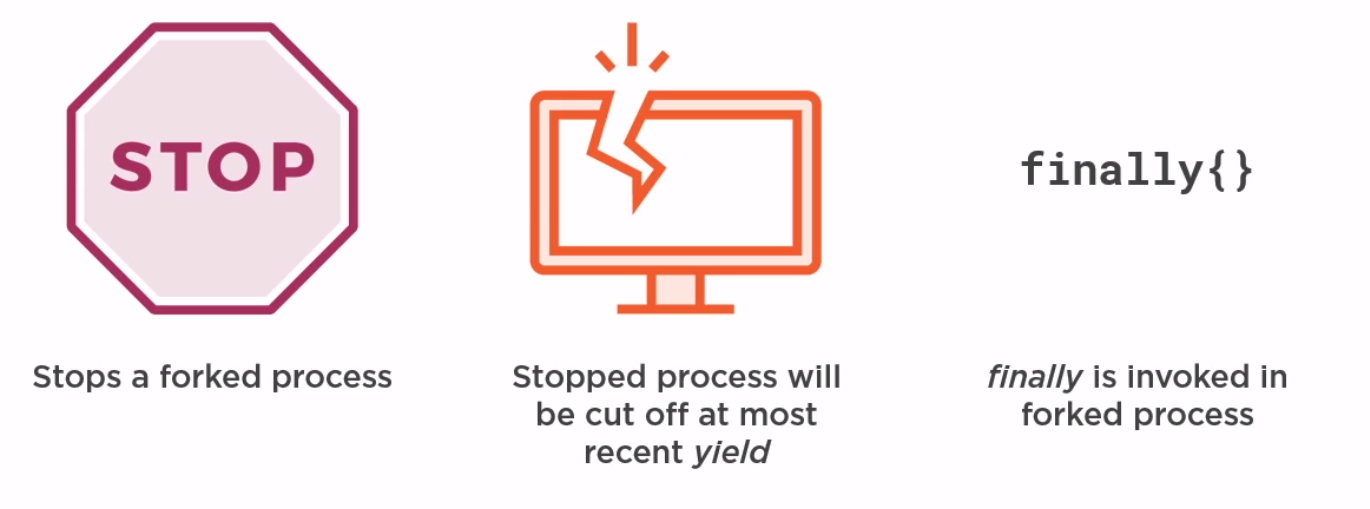 STOP
finally{}
Stops a forked process
Stopped process will
be cut off at most
recent yield
finally is invoked in
forked process